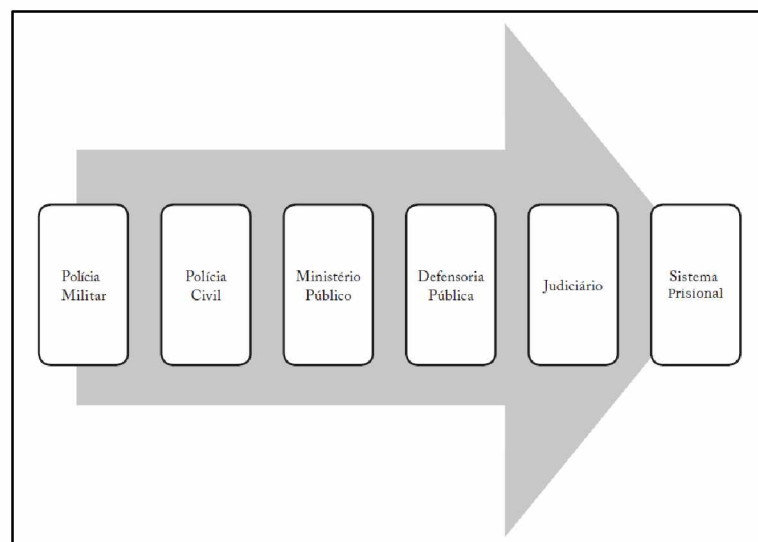 Polícia
Militar
Polícia
Civil
Ministério
Público
Defensoria
Pública
Judiciário
Sistema
Prisional